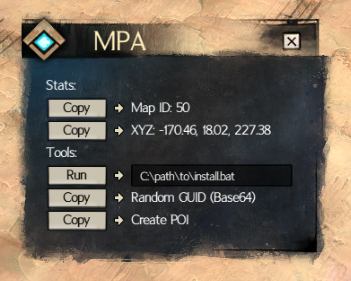 MPA
Stats:
Copy Map ID: 50
Copy XYZ: -170.46, 18.02, 227.38
Tools:
Run C:\path\to\install.bat
Copy Random GUID (Base64)
Copy Create POI